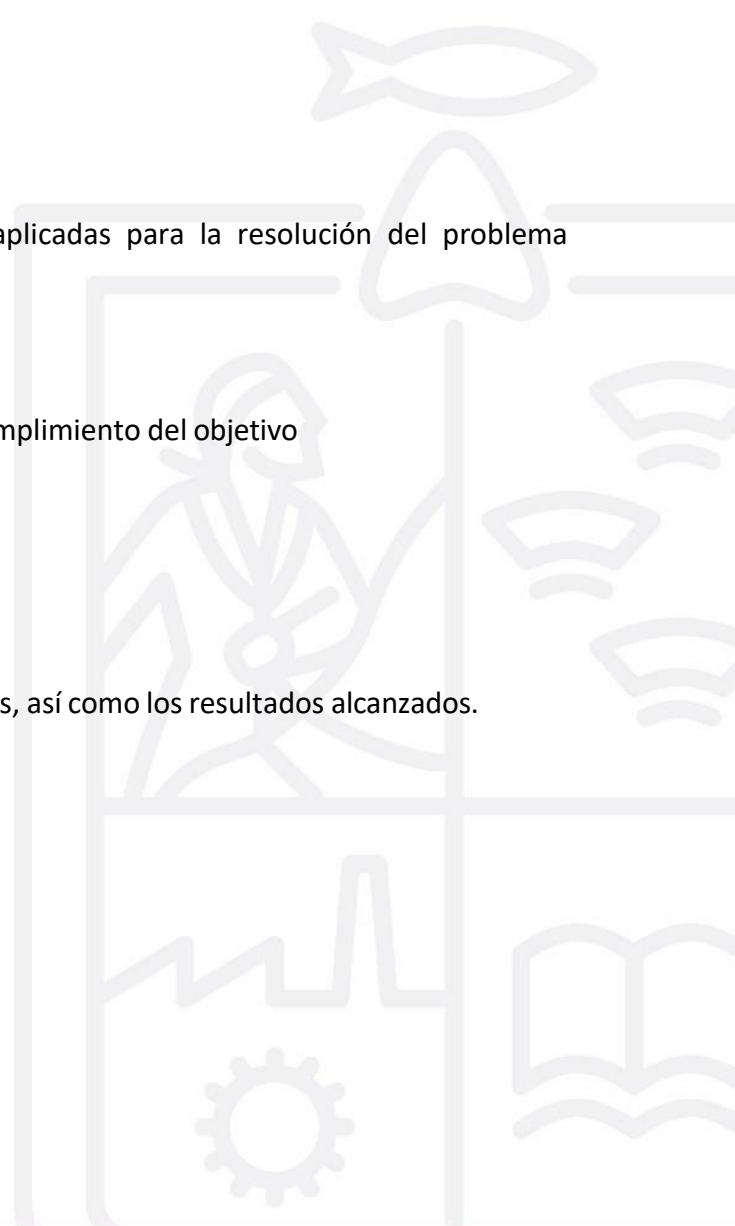 aplicadas para la resolución del problema
mplimiento del objetivo
s, así como los resultados alcanzados.